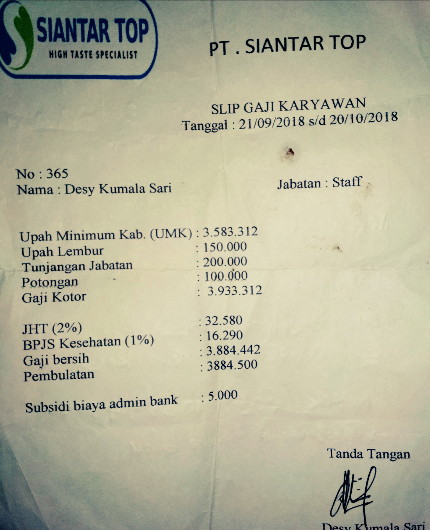 SIANTAR TOP
HIGH TASTE SPECIALIST
PT . SIANTAR TOP
SLIP GAJI KARYAWAN
Tanggal : 21/09/2018 s/d 20/10/2018
No : 365
Nama : Desy Kumala Sari
Jabatan : Staff
Upah Minimum Kab. (UMK) : 3.583.312
Upah Lembur : 150.000
Tunjangan Jabatan : 200.000
Potongan : 100.000
Gaji Kotor : 3.933.312
JHT (2%) : 32.580
BPJS Kesehatan (1%) : 16.290
Gaji bersih : 3.884.442
Pembulatan : 3884.500
Subsidi biaya admin bank : 5.000
Tanda Tangan
Desy Kumala Sari